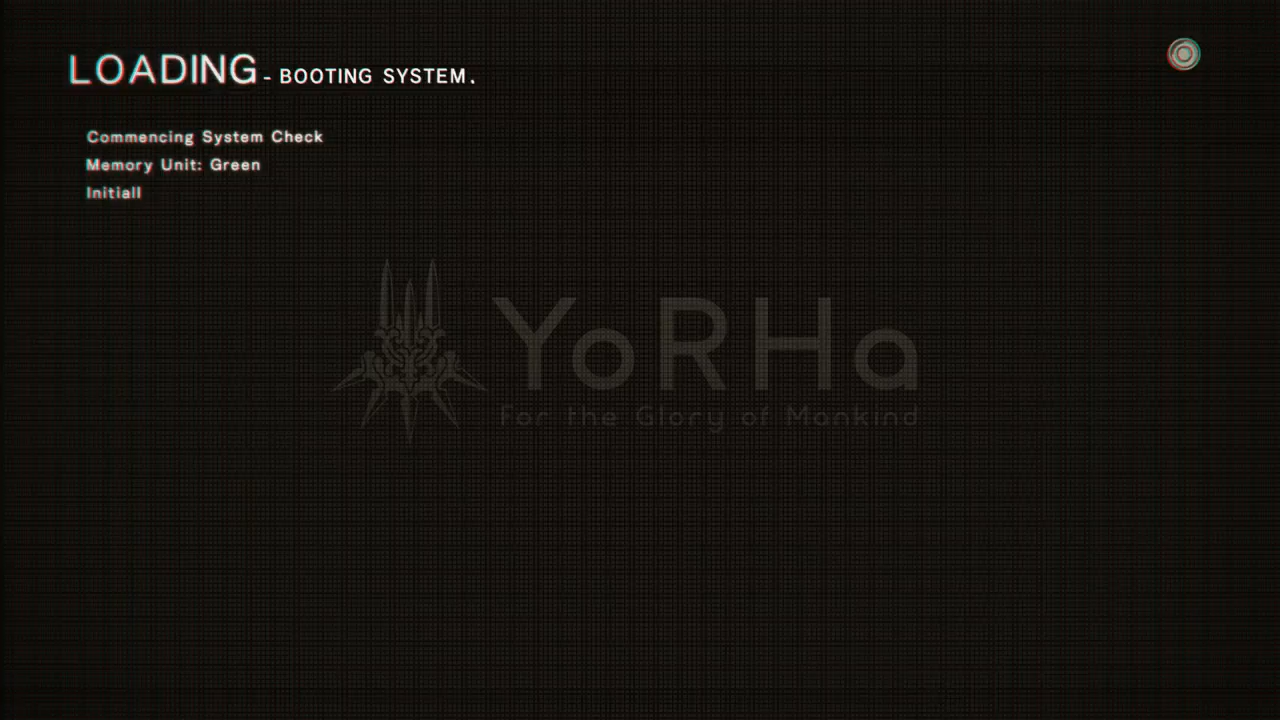 LOADING - BOOTING SYSTEM.
Commencing System Check
Memory Unit: Green
Initiall
YoRHa
For the Glory of Mankind